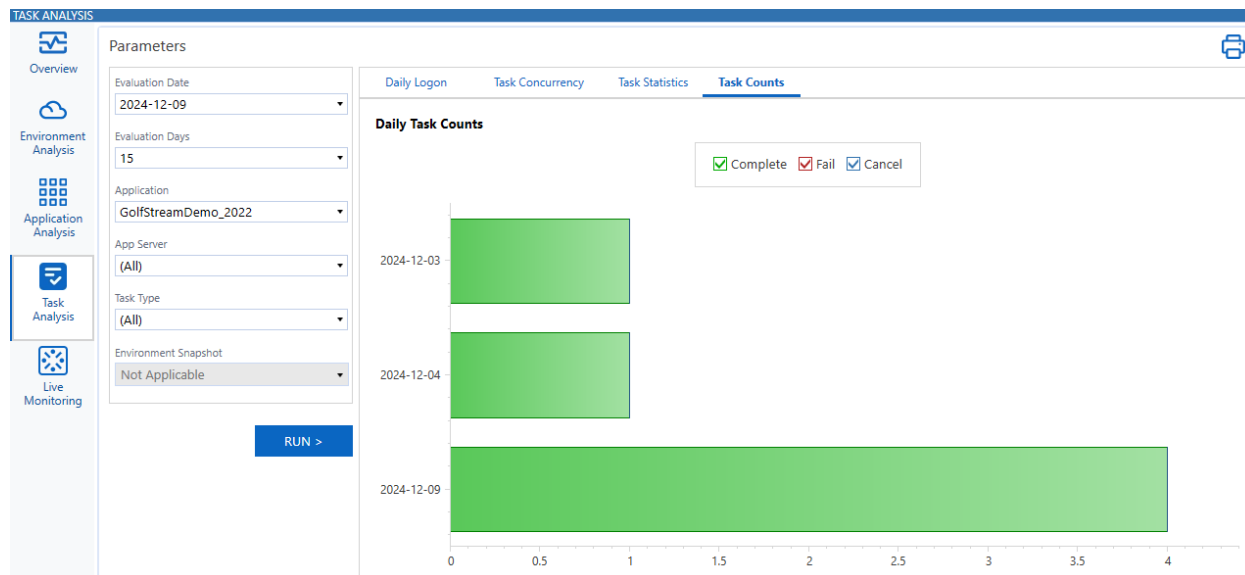 TASK ANALYSIS
Overview
Environment
Analysis
Application
Analysis
Task
Analysis
Live
Monitoring
Parameters
Evaluation Date
2024-12-09
Evaluation Days
15
Application
GolfStreamDemo_2022
App Server
(All)
Task Type
(All)
Environment Snapshot
Not Applicable
RUN >
Daily Logon Task Concurrency Task Statistics Task Counts
Daily Task Counts
Complete Fail Cancel
2024-12-03
2024-12-04
2024-12-09
0 0.5 1 1.5 2 2.5 3 3.5 4